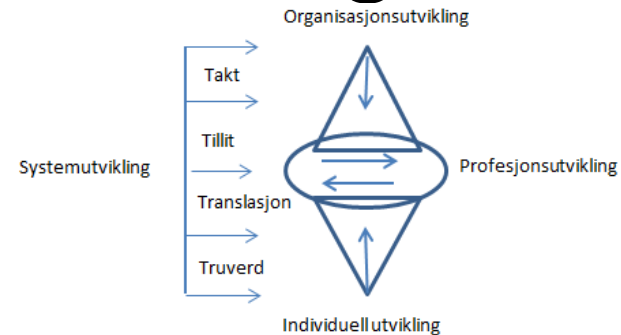 Organisasjonsutvikling
Takt
Tillit
Systemutvikling
Profesjonsutvikling
Translasjon
Truverd
Individuell utvikling